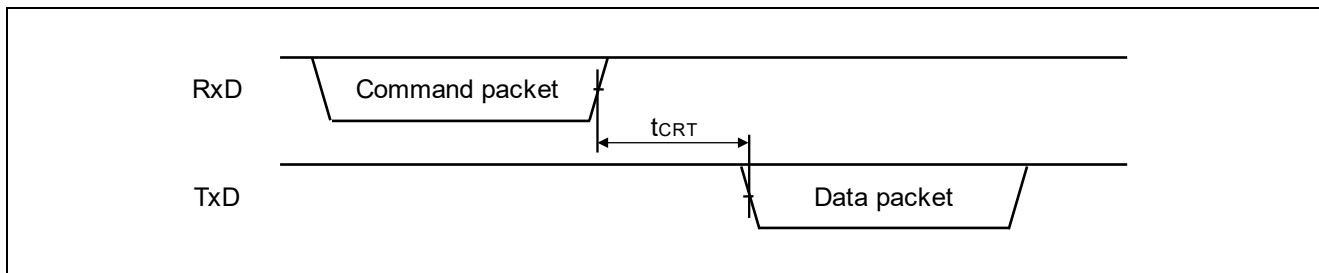 RxD
Command packet
tCRT
TxD
Data packet